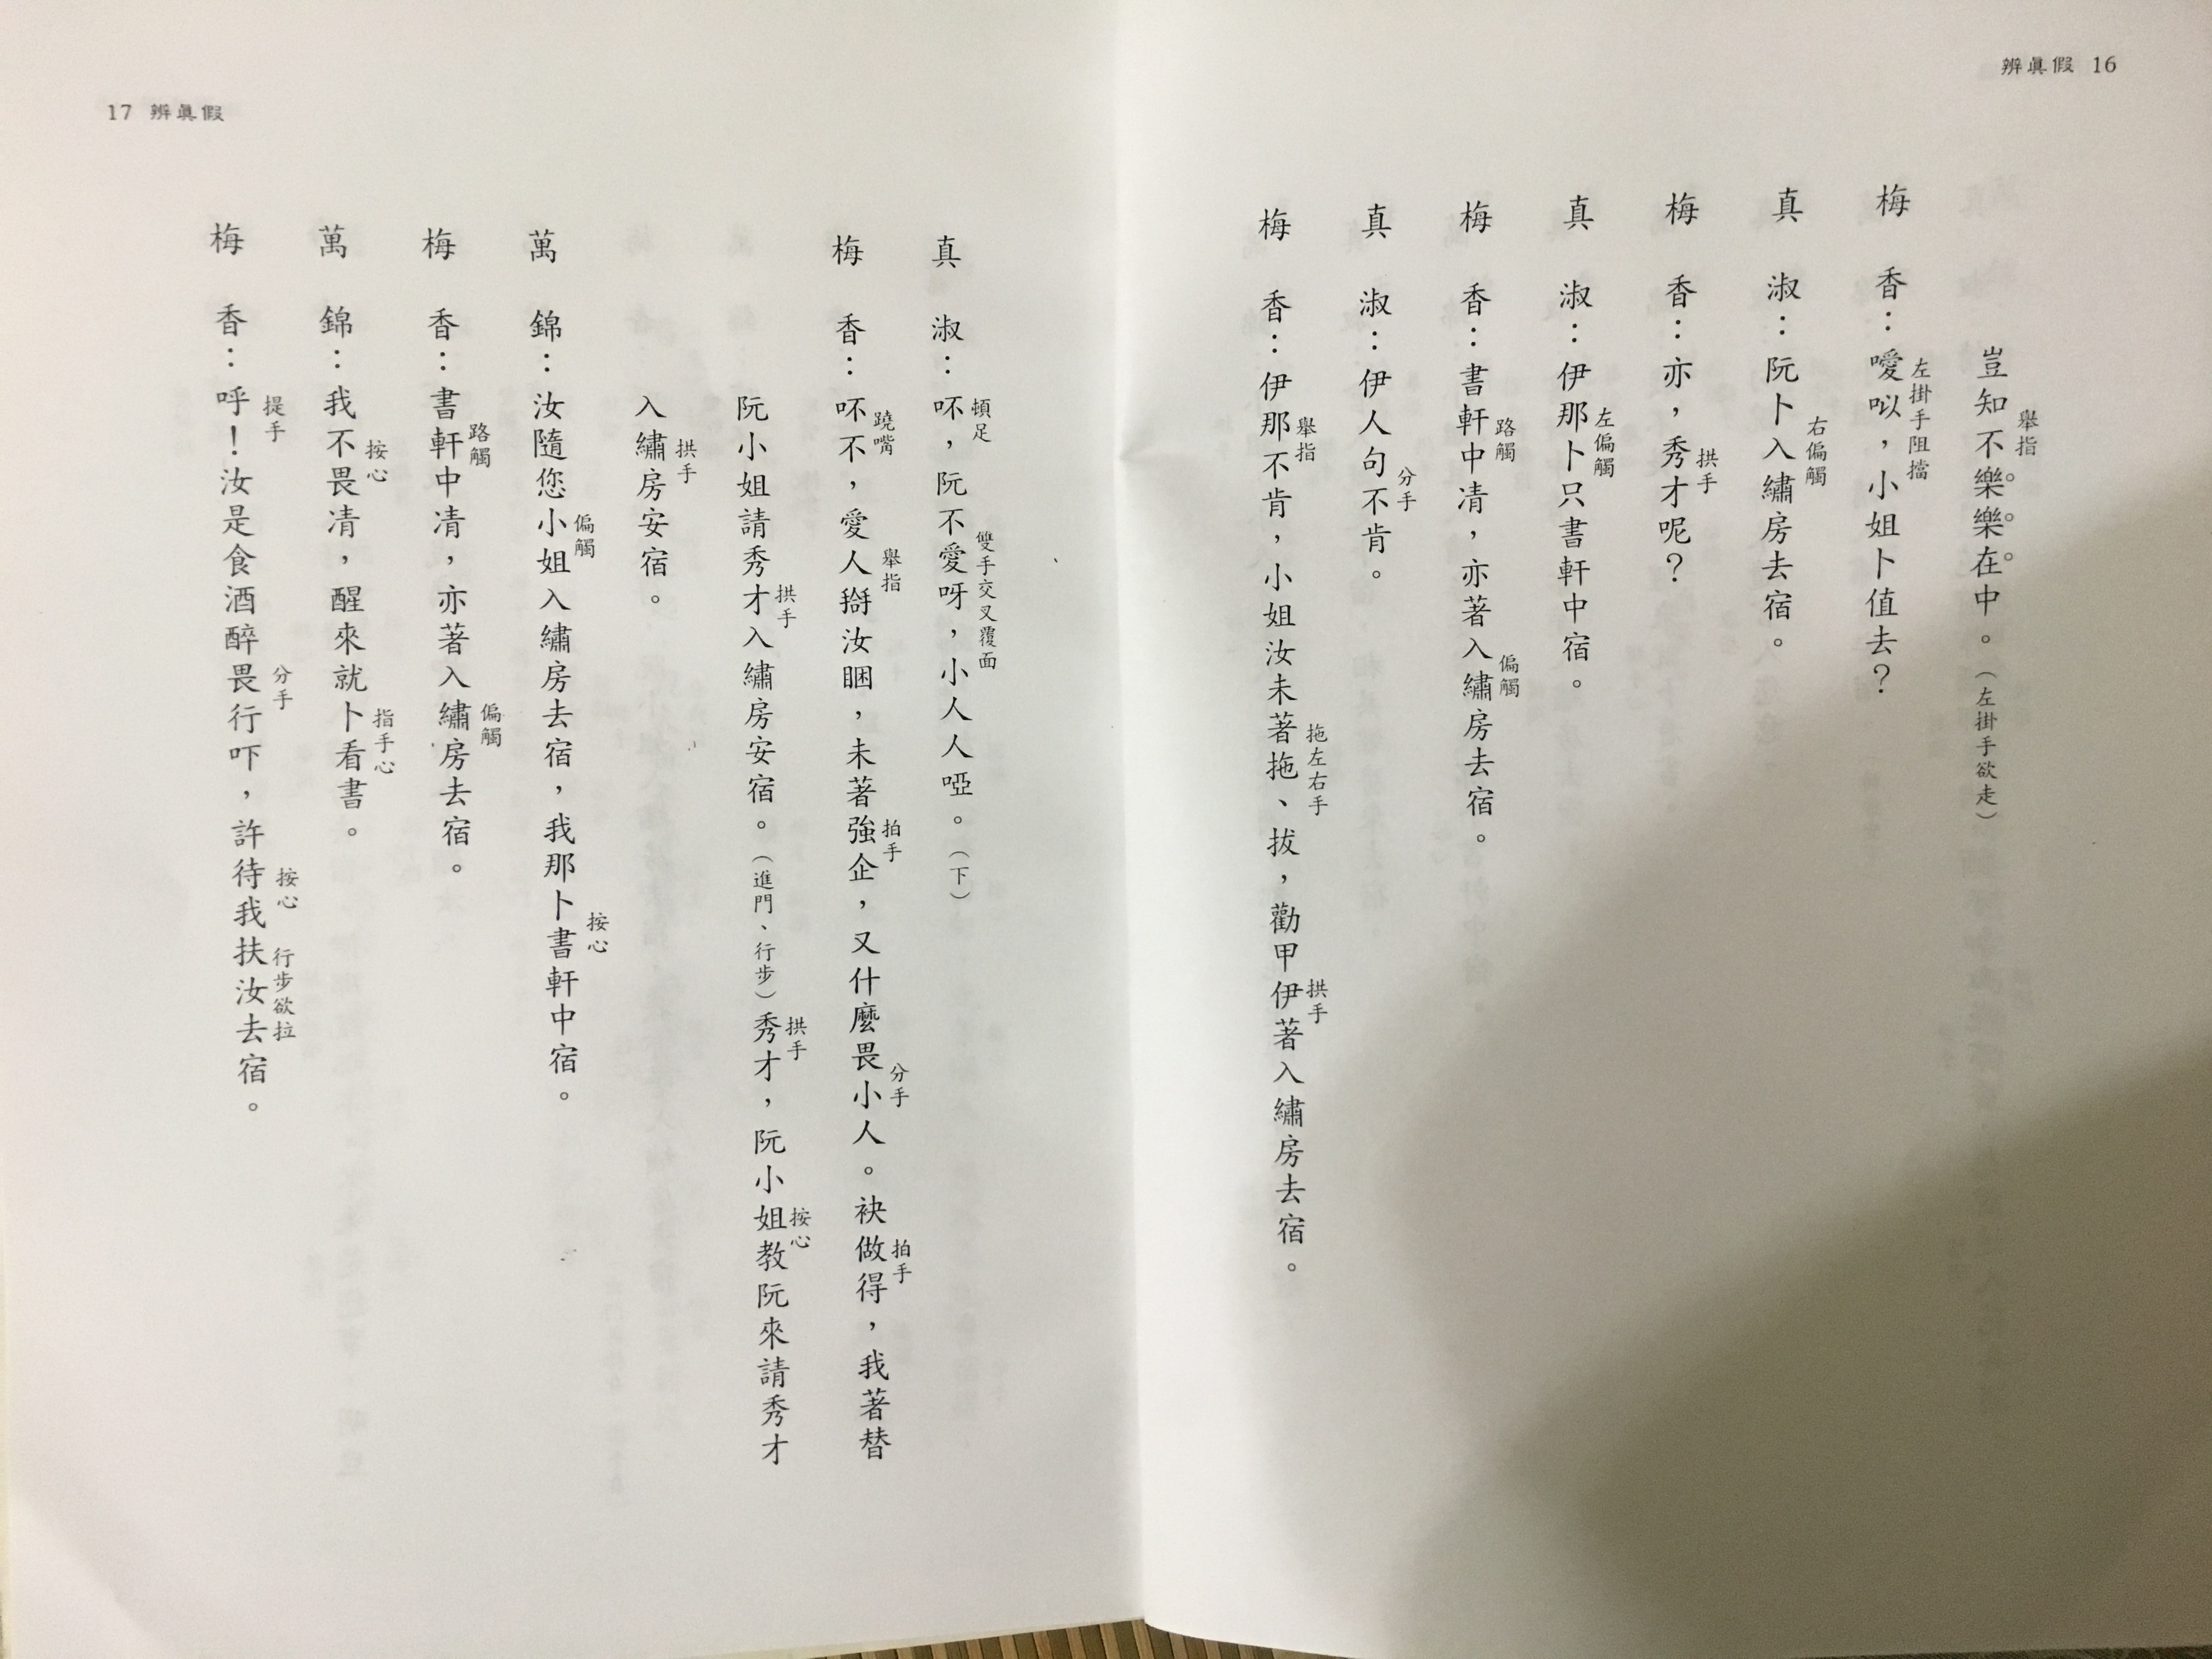 辨眞假 16
舉指
豈知不樂樂在中。（左掛手欲走）
左掛手阻擋
梅 香：噯㕥，小姐卜值去？
右偏觸
真 淑：阮卜入繡房去宿。
拱手
梅 香：亦，秀才呢？
左偏觸
真 淑：伊那卜只書軒中宿。
路觸 偏觸
梅 香：書軒中凊，亦著入繡房去宿。
分手
真 淑：伊人句不肯。
舉指 拖左右手 拱手
梅 香：伊那不肯，小姐汝未著拖、拔，勸甲伊著入繡房去宿。
17 辨眞假
頓足 雙手交叉覆面
真 淑：呸，阮不愛呀，小人人啞。（下）
蹺嘴 舉指 拍手 分手 拍手
梅 香：呸不，愛人搿汝睏，未著強企，又什麼畏小人。袂做得，我著替
拱手 拱手 按心
阮小姐請秀才入繡房安宿。（進門、行步）秀才，阮小姐教阮來請秀才
拱手
入繡房安宿。
偏觸 按心
萬 錦：汝隨您小姐入繡房去宿，我那卜書軒中宿。
路觸 偏觸
梅 香：書軒中凊，亦著入繡房去宿。
按心 指手心
萬 錦：我不畏凊，醒來就卜看書。
提手 分手 按心 行步欲拉
梅 香：呼！汝是食酒醉畏行吓，許待我扶汝去宿。